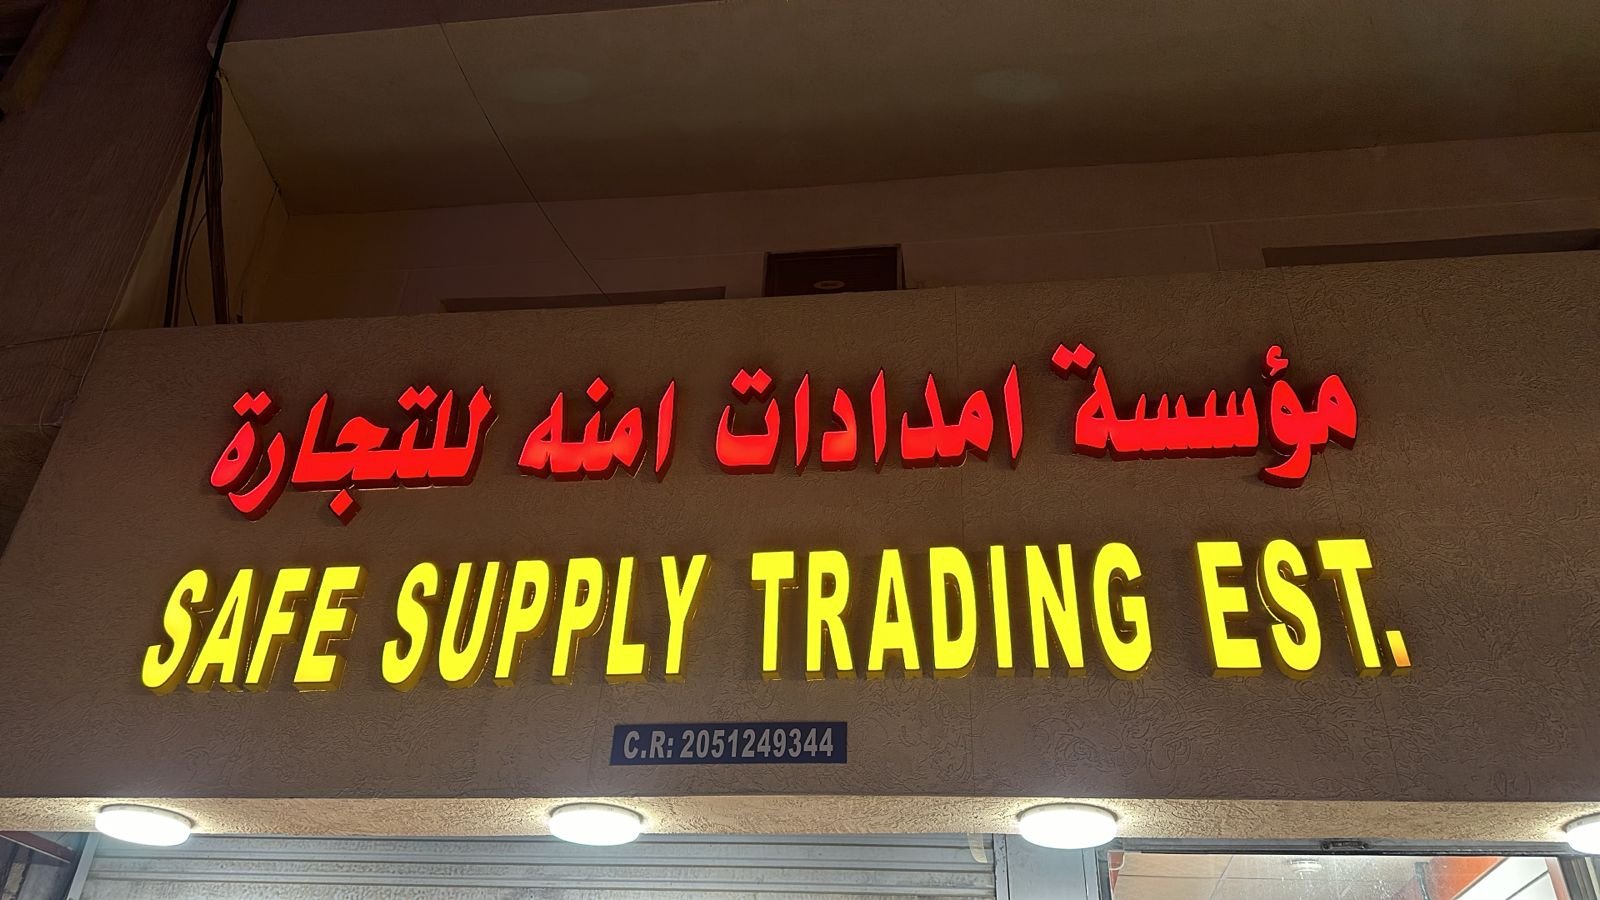 مؤسسة امدادات امنه للتجارة
SAFE SUPPLY TRADING EST.
C.R: 2051249344